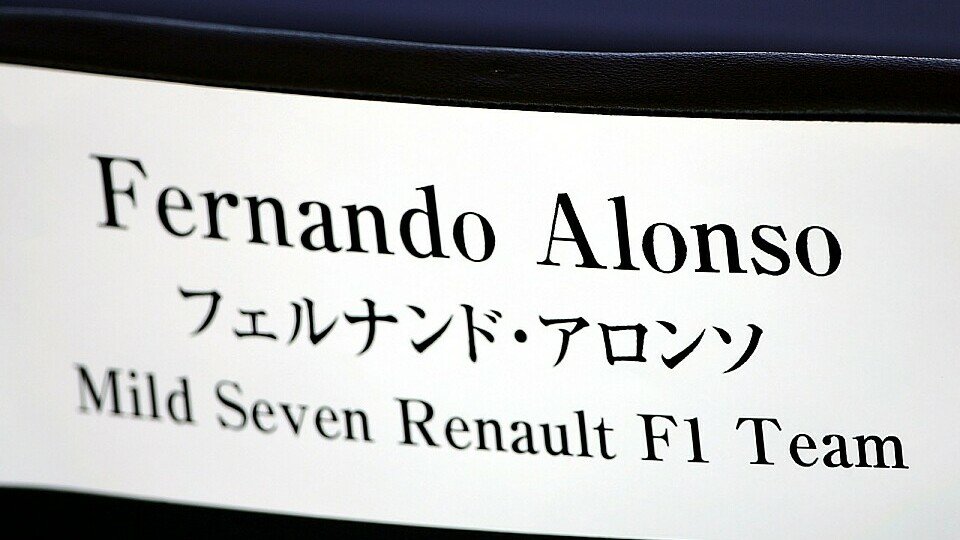 Fernando Alonso
フェルナンド・アロンソ
Mild Seven Renault F1 Team